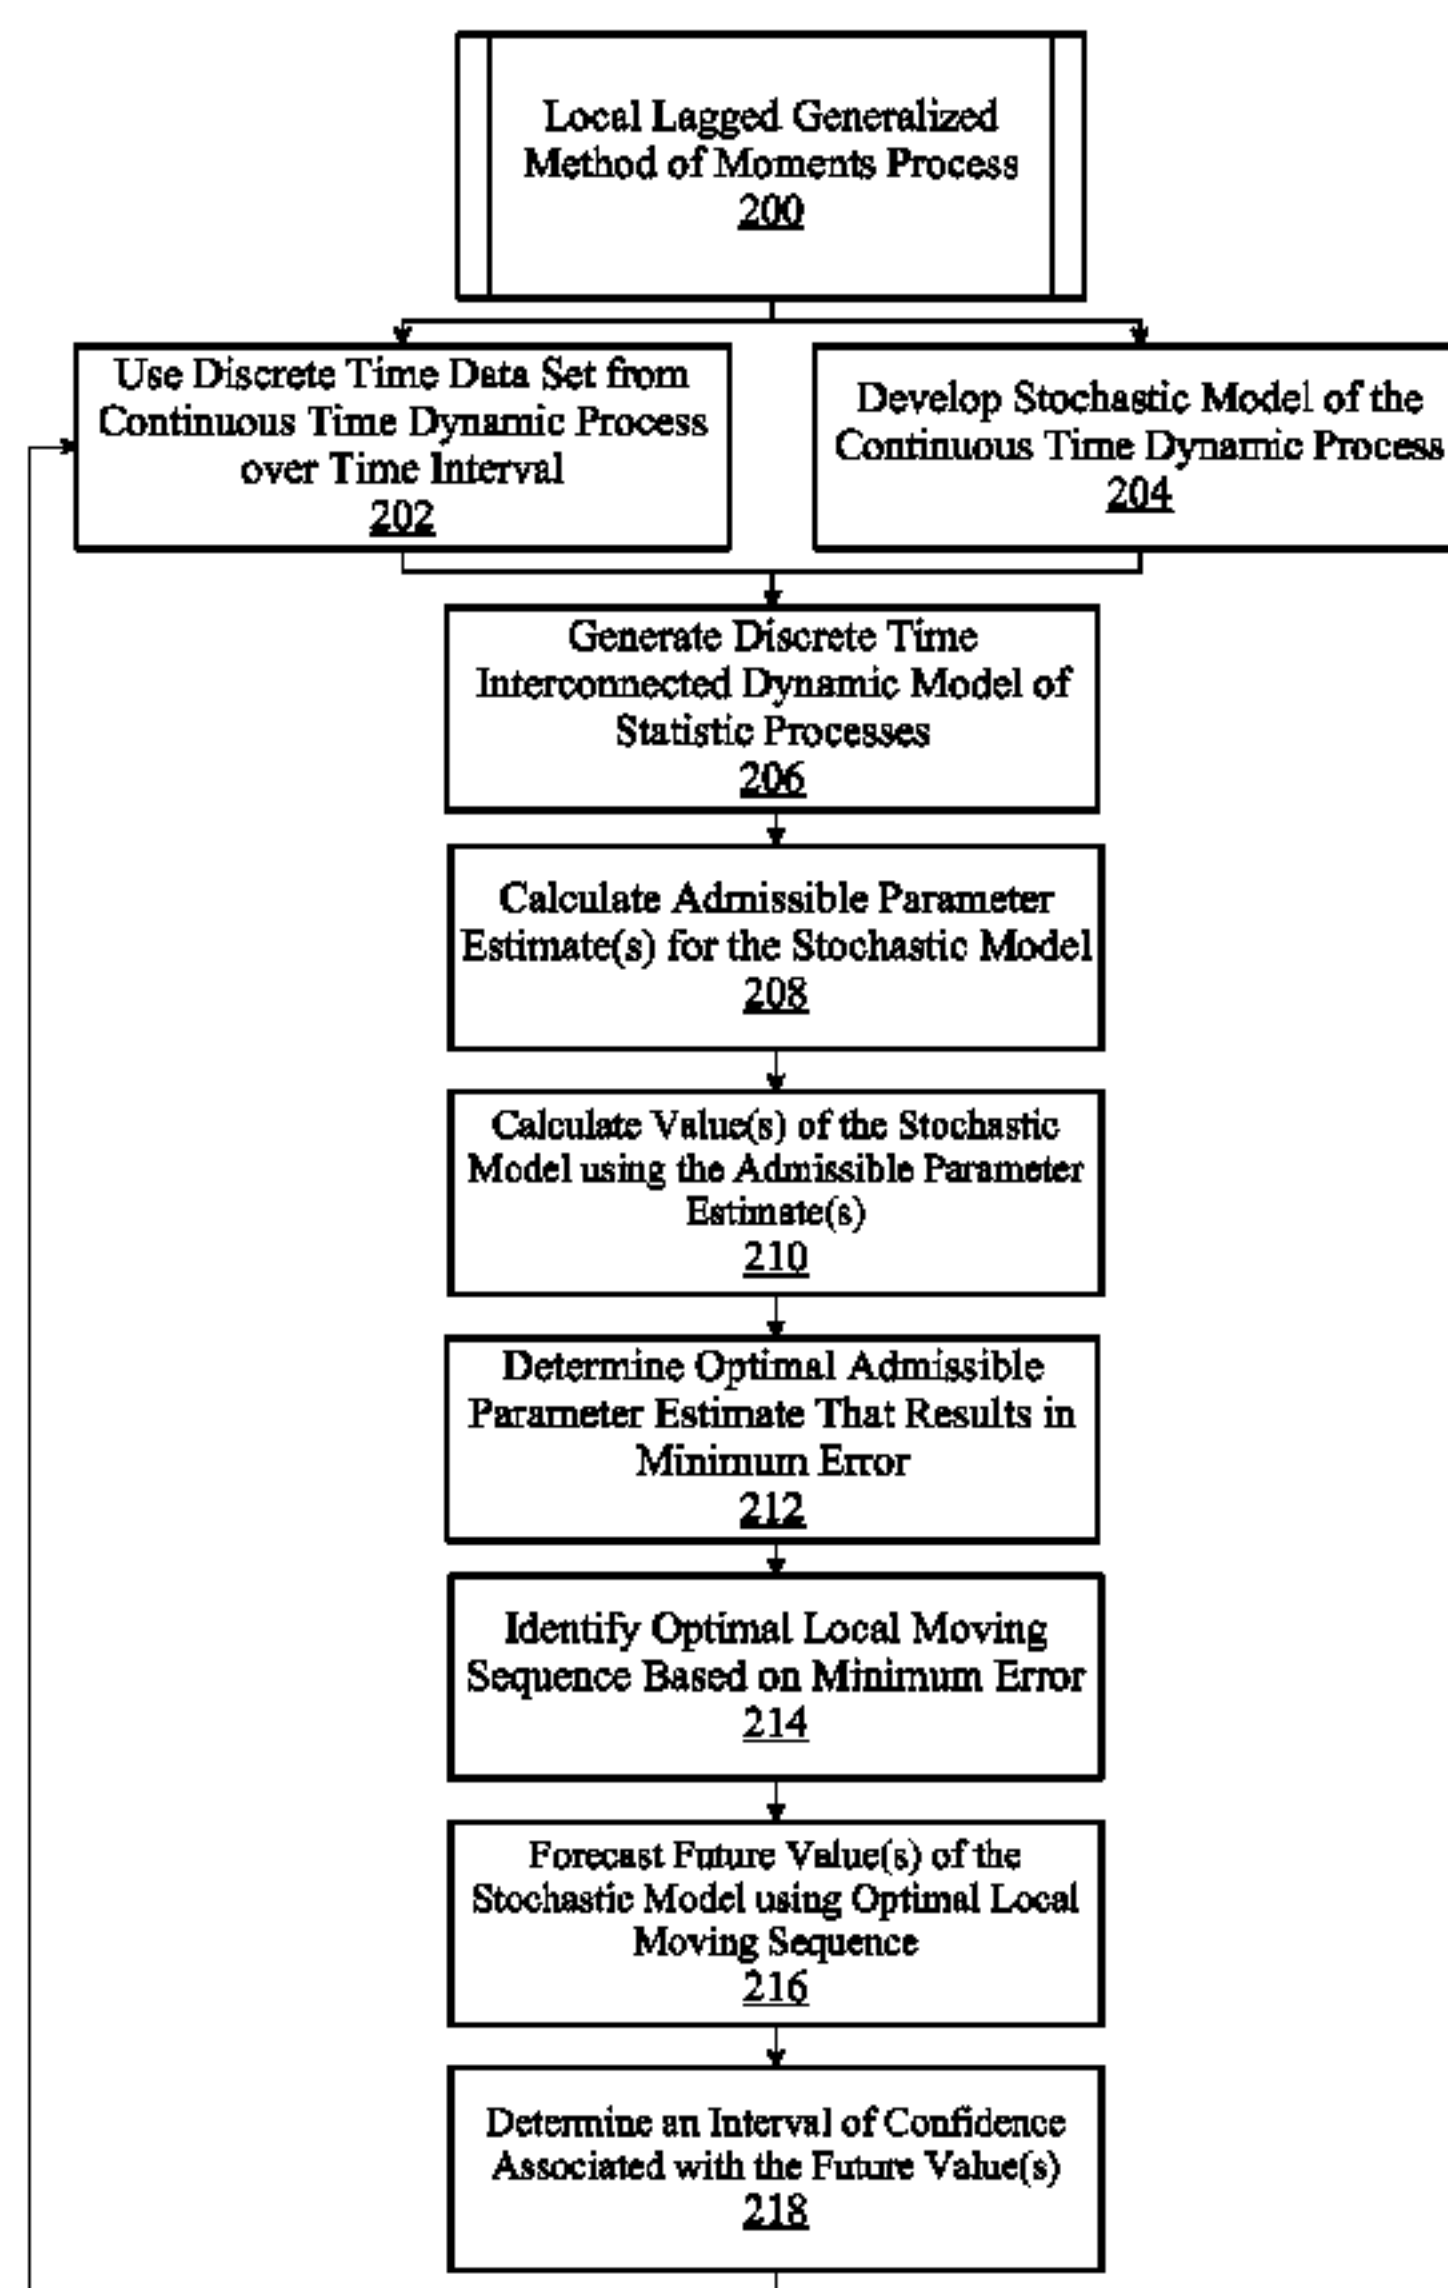 Local Lagged Generalized
Method of Moments Process
200
Use Discrete Time Data Set from
Continuous Time Dynamic Process
over Time Interval
202
Develop Stochastic Model of the
Continuous Time Dynamic Process
204
Generate Discrete Time
Interconnected Dynamic Model of
Statistic Processes
206
Calculate Admissible Parameter
Estimate(s) for the Stochastic Model
208
Calculate Value(s) of the Stochastic
Model using the Admissible Parameter
Estimate(s)
210
Determine Optimal Admissible
Parameter Estimate That Results in
Minimum Error
212
Identify Optimal Local Moving
Sequence Based on Minimum Error
214
Forecast Future Value(s) of the
Stochastic Model using Optimal Local
Moving Sequence
216
Determine an Interval of Confidence
Associated with the Future Value(s)
218